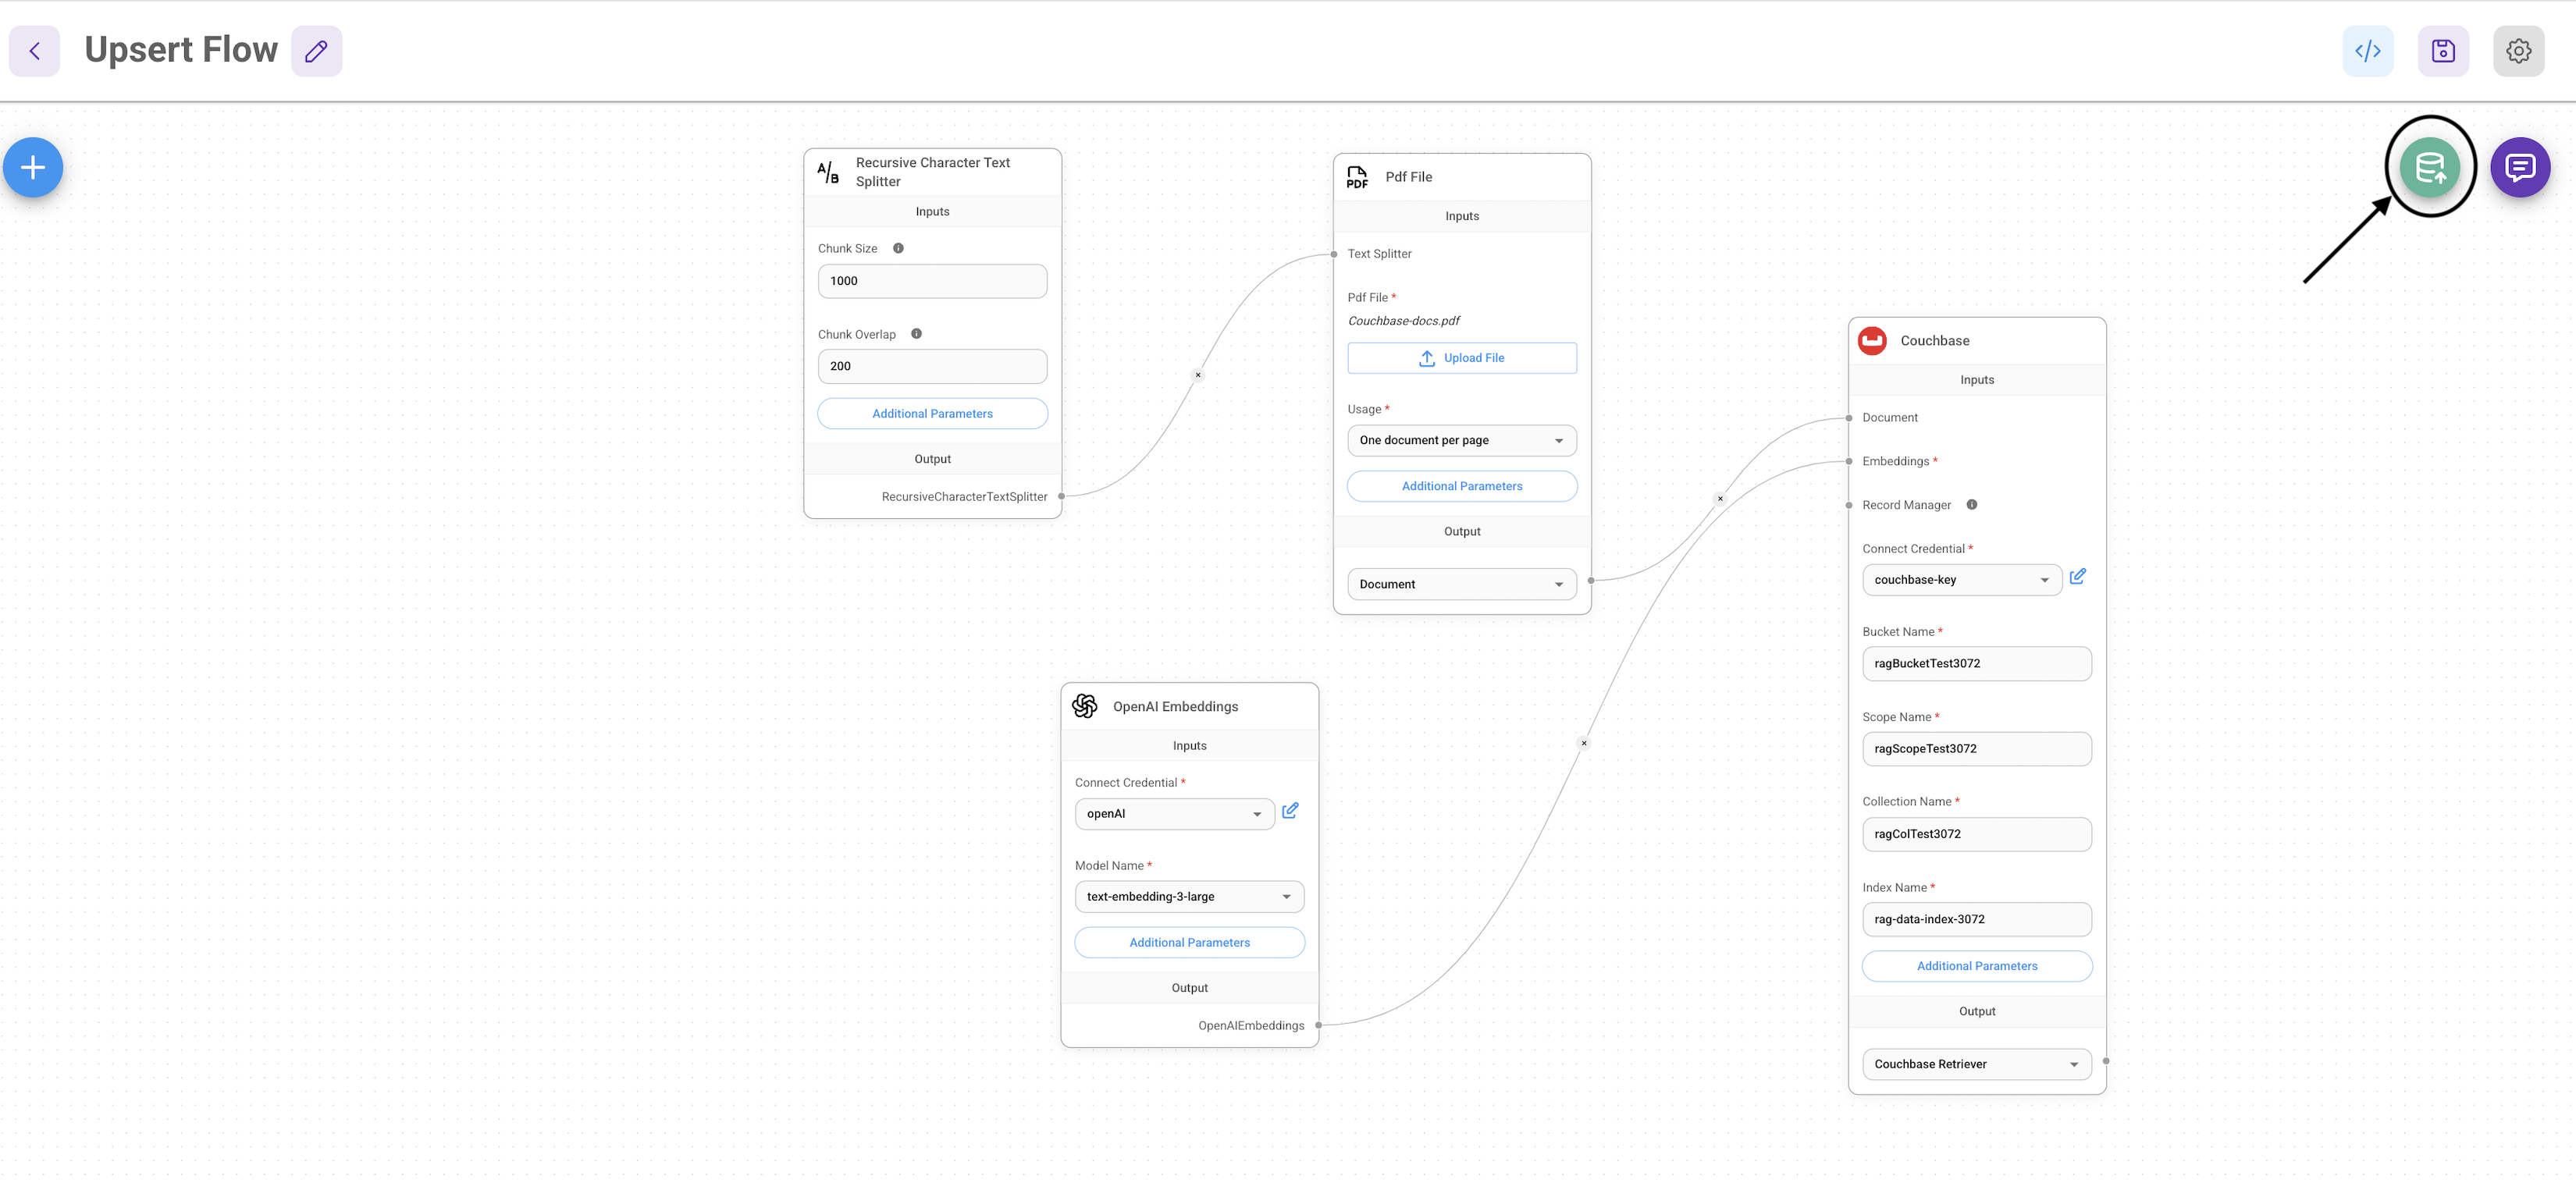 Upsert Flow
A/B
Recursive Character Text
Splitter
Inputs
Chunk Size
1000
Chunk Overlap
200
Additional Parameters
Output
RecursiveCharacterTextSplitter
PDF
Pdf File
Inputs
Text Splitter
Pdf File *
Couchbase-docs.pdf
Upload File
Usage *
One document per page
Additional Parameters
Output
Document
OpenAI Embeddings
Inputs
Connect Credential *
openAI
Model Name *
text-embedding-3-large
Additional Parameters
Output
OpenAIEmbeddings
Couchbase
Inputs
Document
Embeddings *
Record Manager
Connect Credential *
couchbase-key
Bucket Name *
ragBucketTest3072
Scope Name *
ragScopeTest3072
Collection Name *
ragColTest3072
Index Name *
rag-data-index-3072
Additional Parameters
Output
Couchbase Retriever